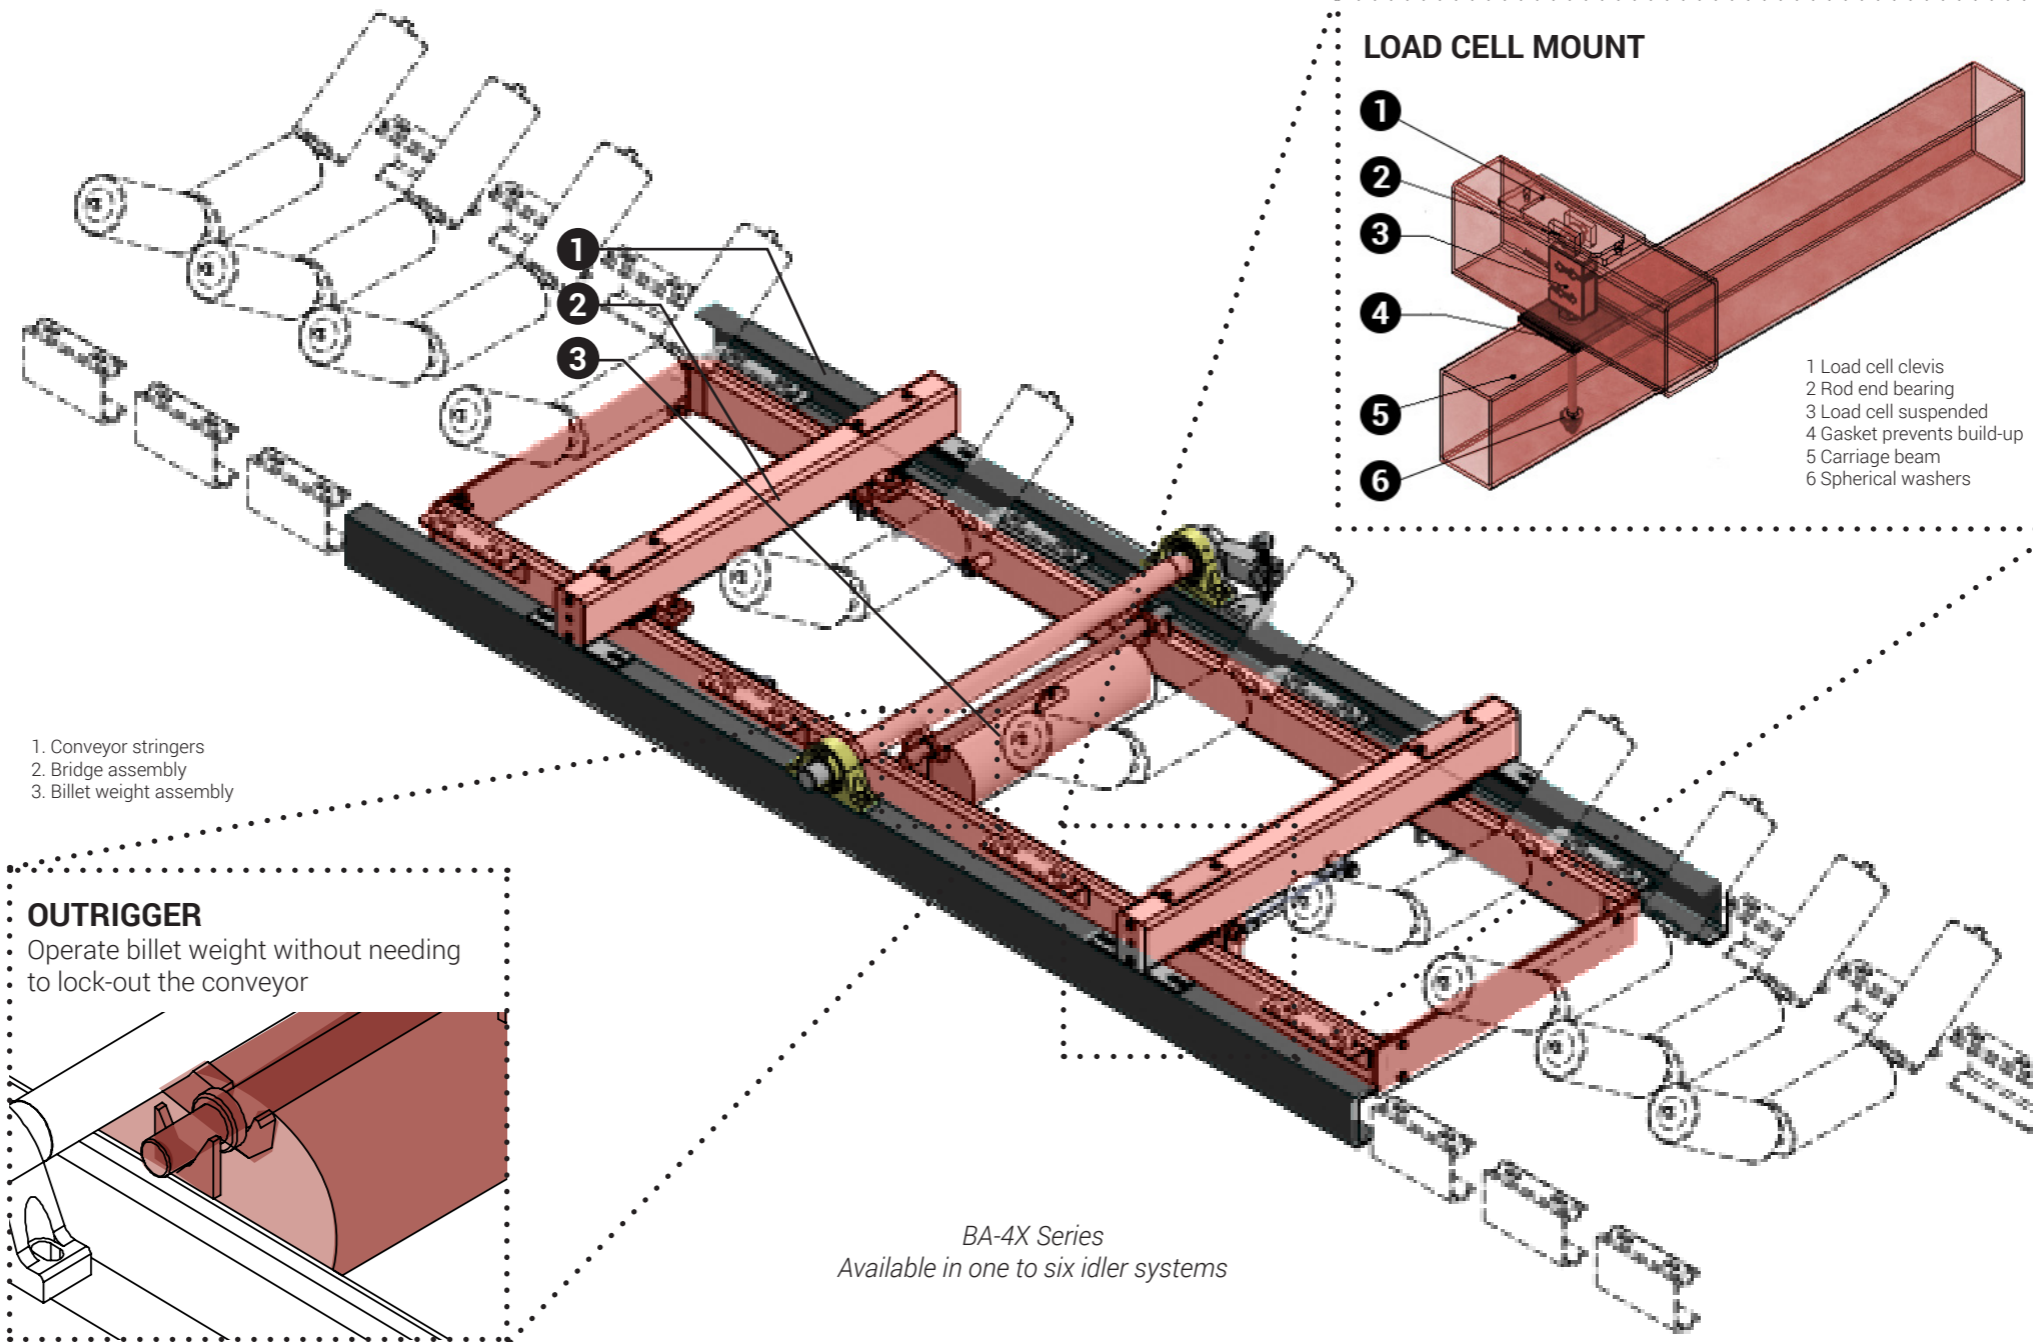 LOAD CELL MOUNT
1
2
3
4
5
6
1 Load cell clevis
2 Rod end bearing
3 Load cell suspended
4 Gasket prevents build-up
5 Carriage beam
6 Spherical washers
1
2
3
1. Conveyor stringers
2. Bridge assembly
3. Billet weight assembly
OUTRIGGER
Operate billet weight without needing
to lock-out the conveyor
BA-4X Series
Available in one to six idler systems